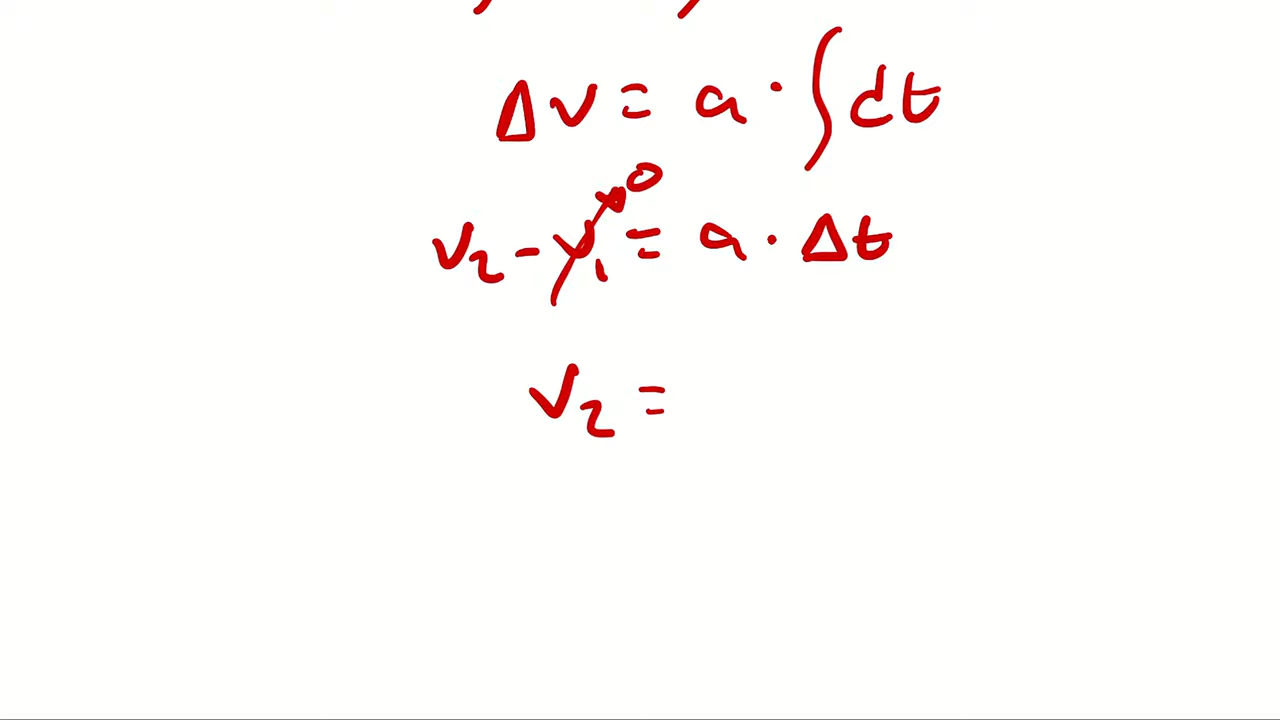 Δv = a · ∫ dt
v₂ - v₁ = a · Δt
0
v₂ =